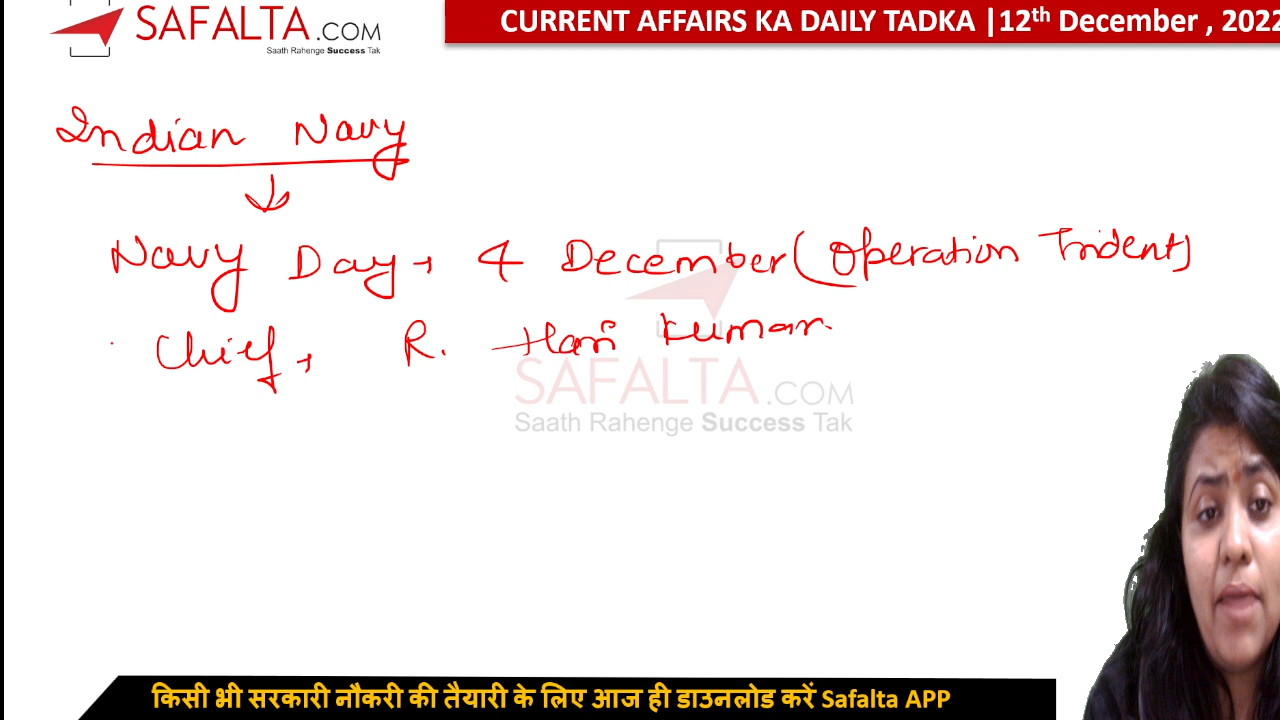 SAFALTA.COM
Saath Rahenge Success Tak
CURRENT AFFAIRS KA DAILY TADKA | 12th December , 2022
Indian Navy
Navy Day → 4 December (Operation Trident)
Chief → R. Hari Kumar.
SAFALTA.COM
Saath Rahenge Success Tak
किसी भी सरकारी नौकरी की तैयारी के लिए आज ही डाउनलोड करें Safalta APP